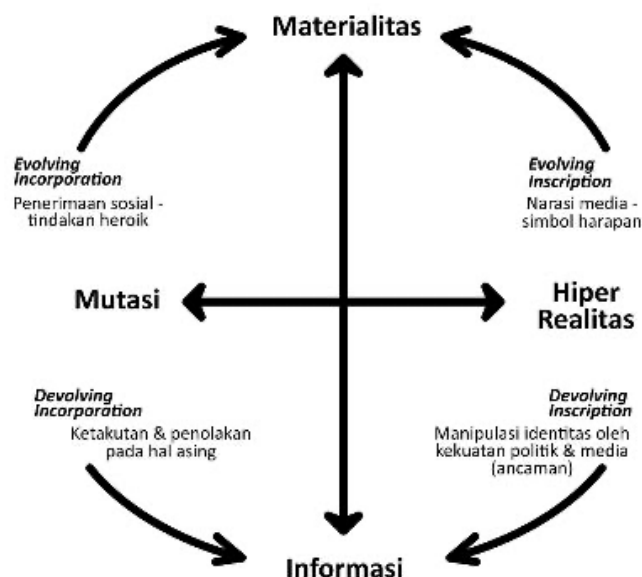 Materialitas
Evolving
Incorporation
Penerimaan sosial -
tindakan heroik
Evolving
Inscription
Narasi media -
simbol harapan
Mutasi
Hiper
Realitas
Devolving
Incorporation
Ketakutan & penolakan
pada hal asing
Devolving
Inscription
Manipulasi identitas oleh
kekuatan politik & media
(ancaman)
Informasi